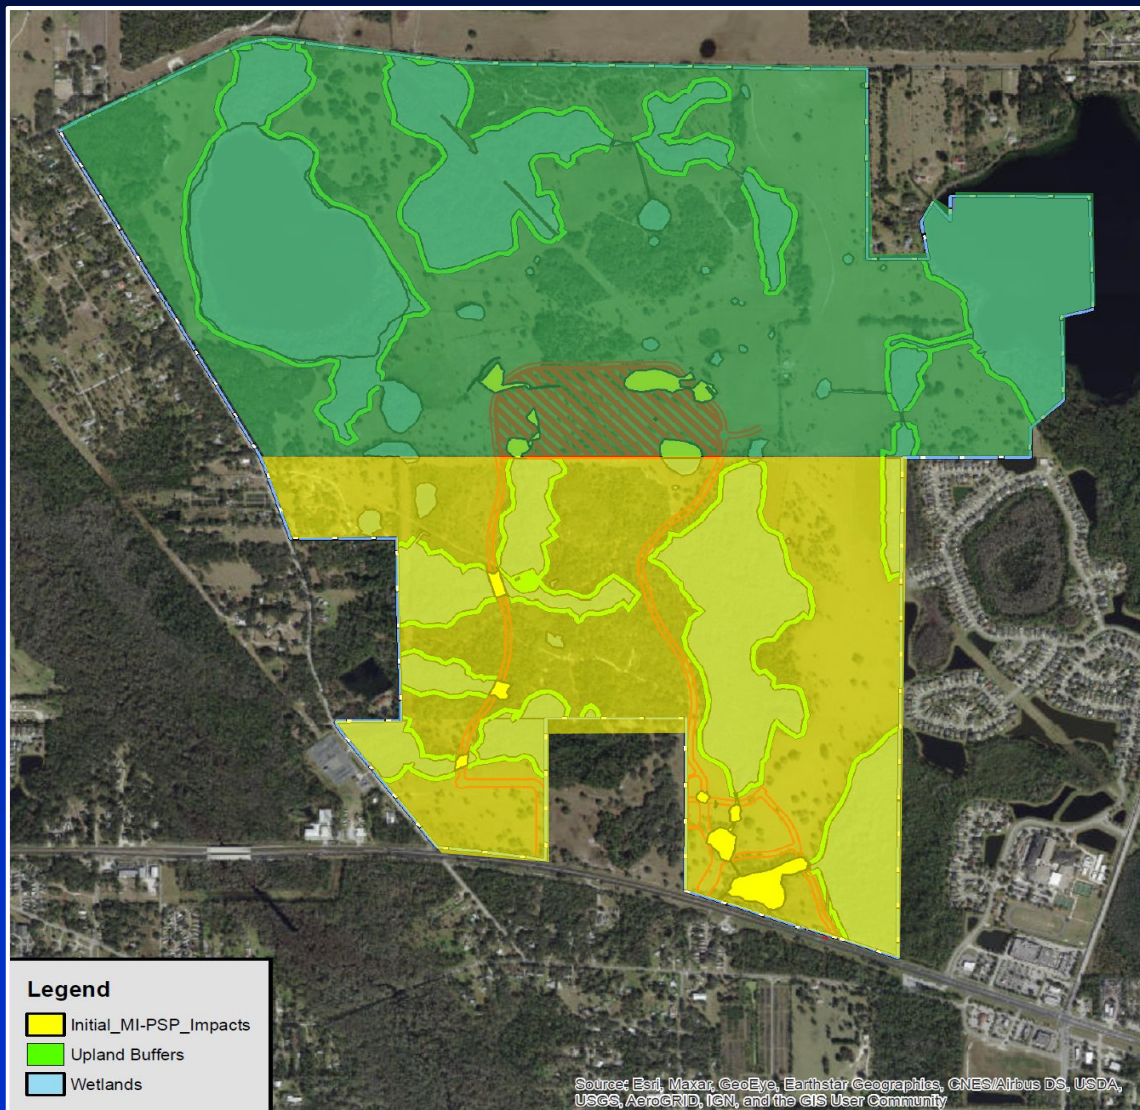 Legend
Initial_MI-PSP_Impacts
Upland Buffers
Wetlands
Source: Esri, Maxar, GeoEye, Earthstar Geographics, CNES/Airbus DS, USDA,
USGS, AeroGRID, IGN, and the GIS User Community